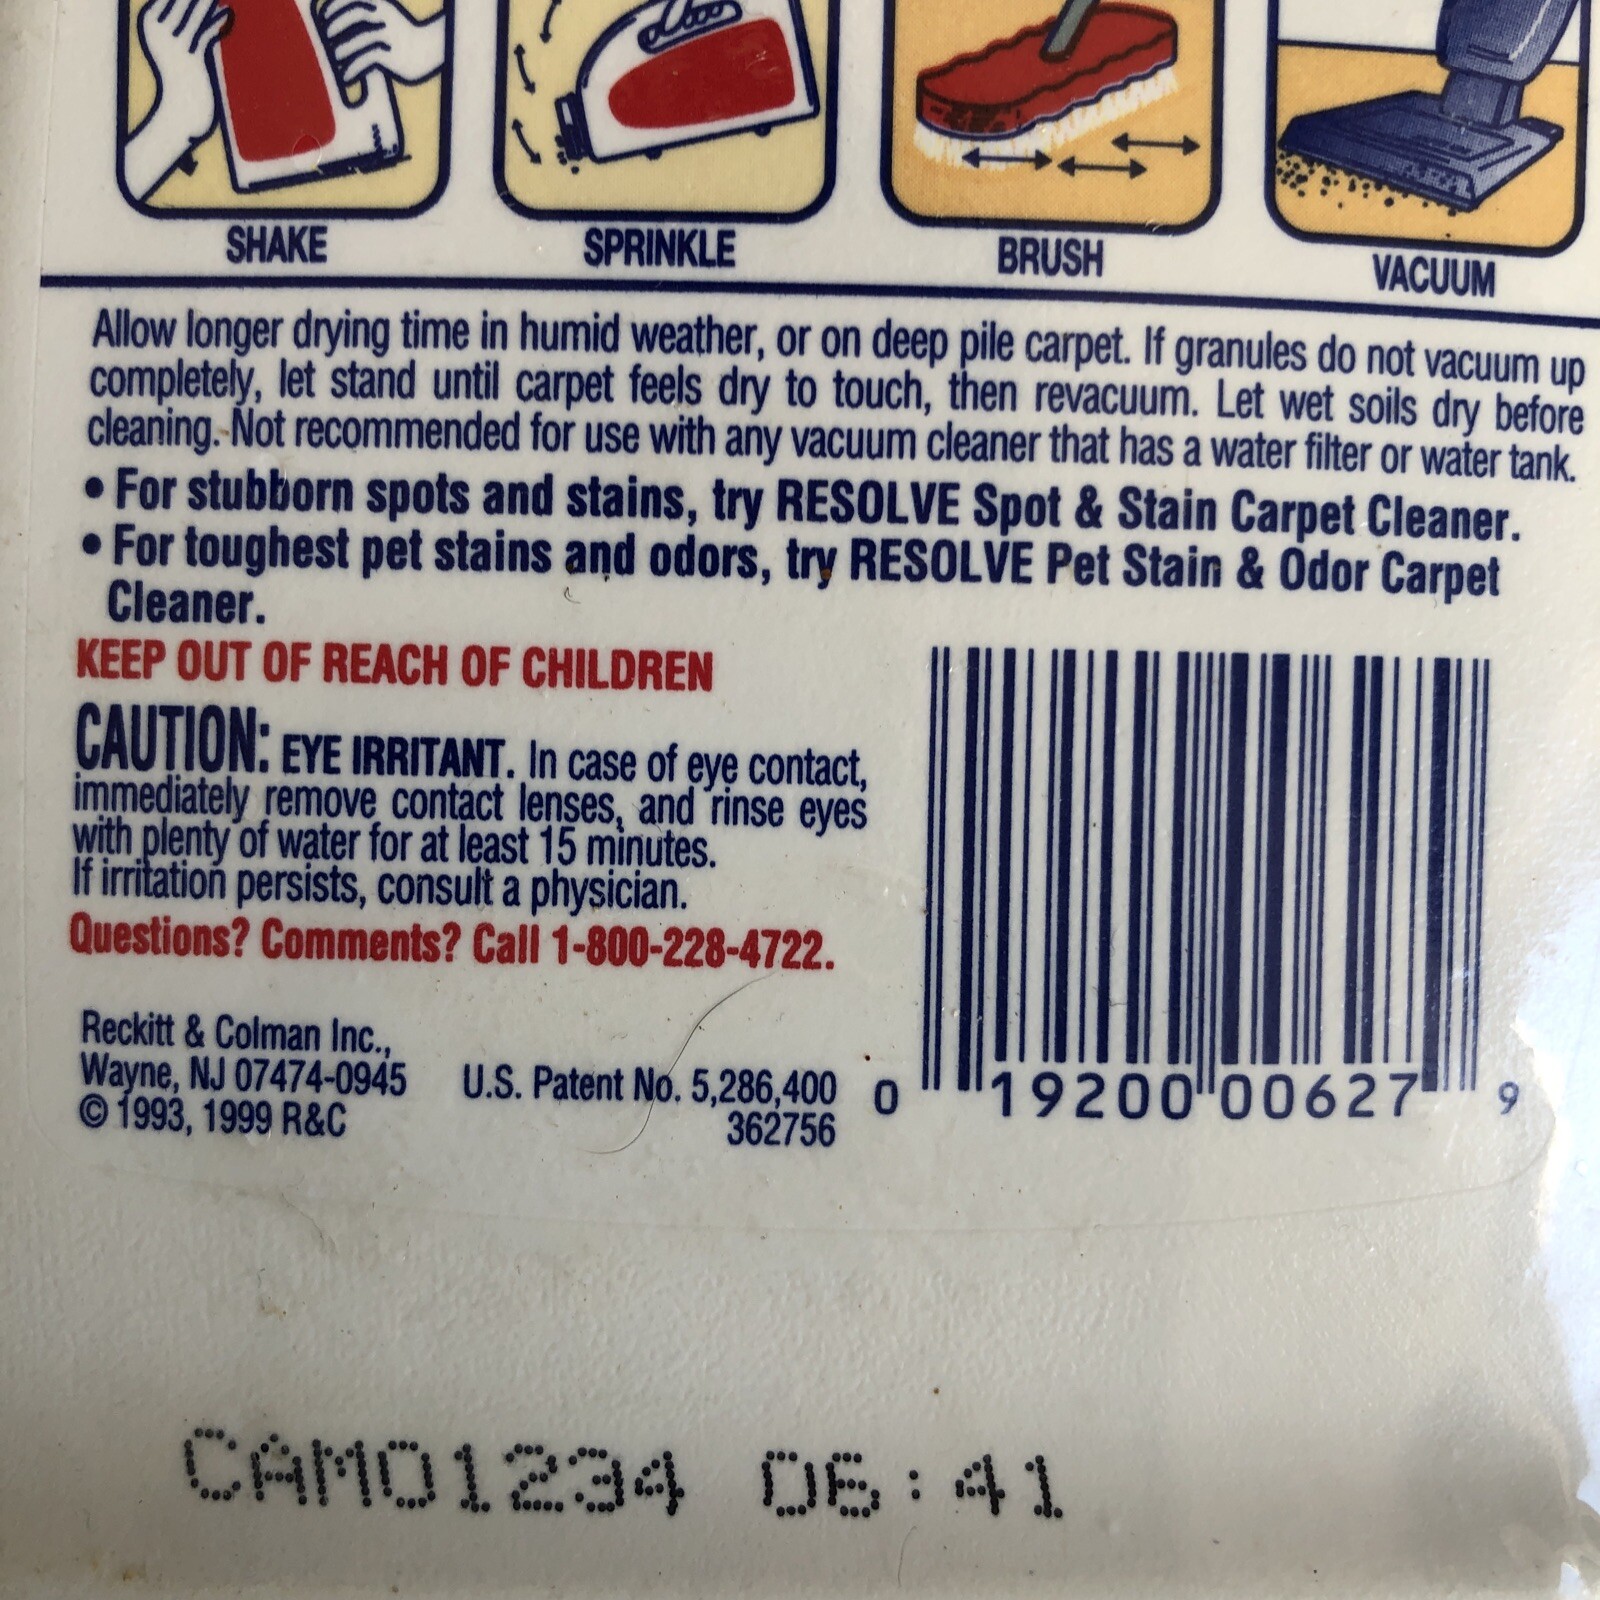 SHAKE
SPRINKLE
BRUSH
VACUUM
Allow longer drying time in humid weather, or on deep pile carpet. If granules do not vacuum up
completely, let stand until carpet feels dry to touch, then revacuum. Let wet soils dry before
cleaning. Not recommended for use with any vacuum cleaner that has a water filter or water tank.
• For stubborn spots and stains, try RESOLVE Spot & Stain Carpet Cleaner.
• For toughest pet stains and odors, try RESOLVE Pet Stain & Odor Carpet
Cleaner.
KEEP OUT OF REACH OF CHILDREN
CAUTION: EYE IRRITANT. In case of eye contact,
immediately remove contact lenses, and rinse eyes
with plenty of water for at least 15 minutes.
If irritation persists, consult a physician.
Questions? Comments? Call 1-800-228-4722.
Reckitt & Colman Inc.,
Wayne, NJ 07474-0945
© 1993, 1999 R&C
U.S. Patent No. 5,286,400
362756
0 19200 00627 9
CAM01234 06:41